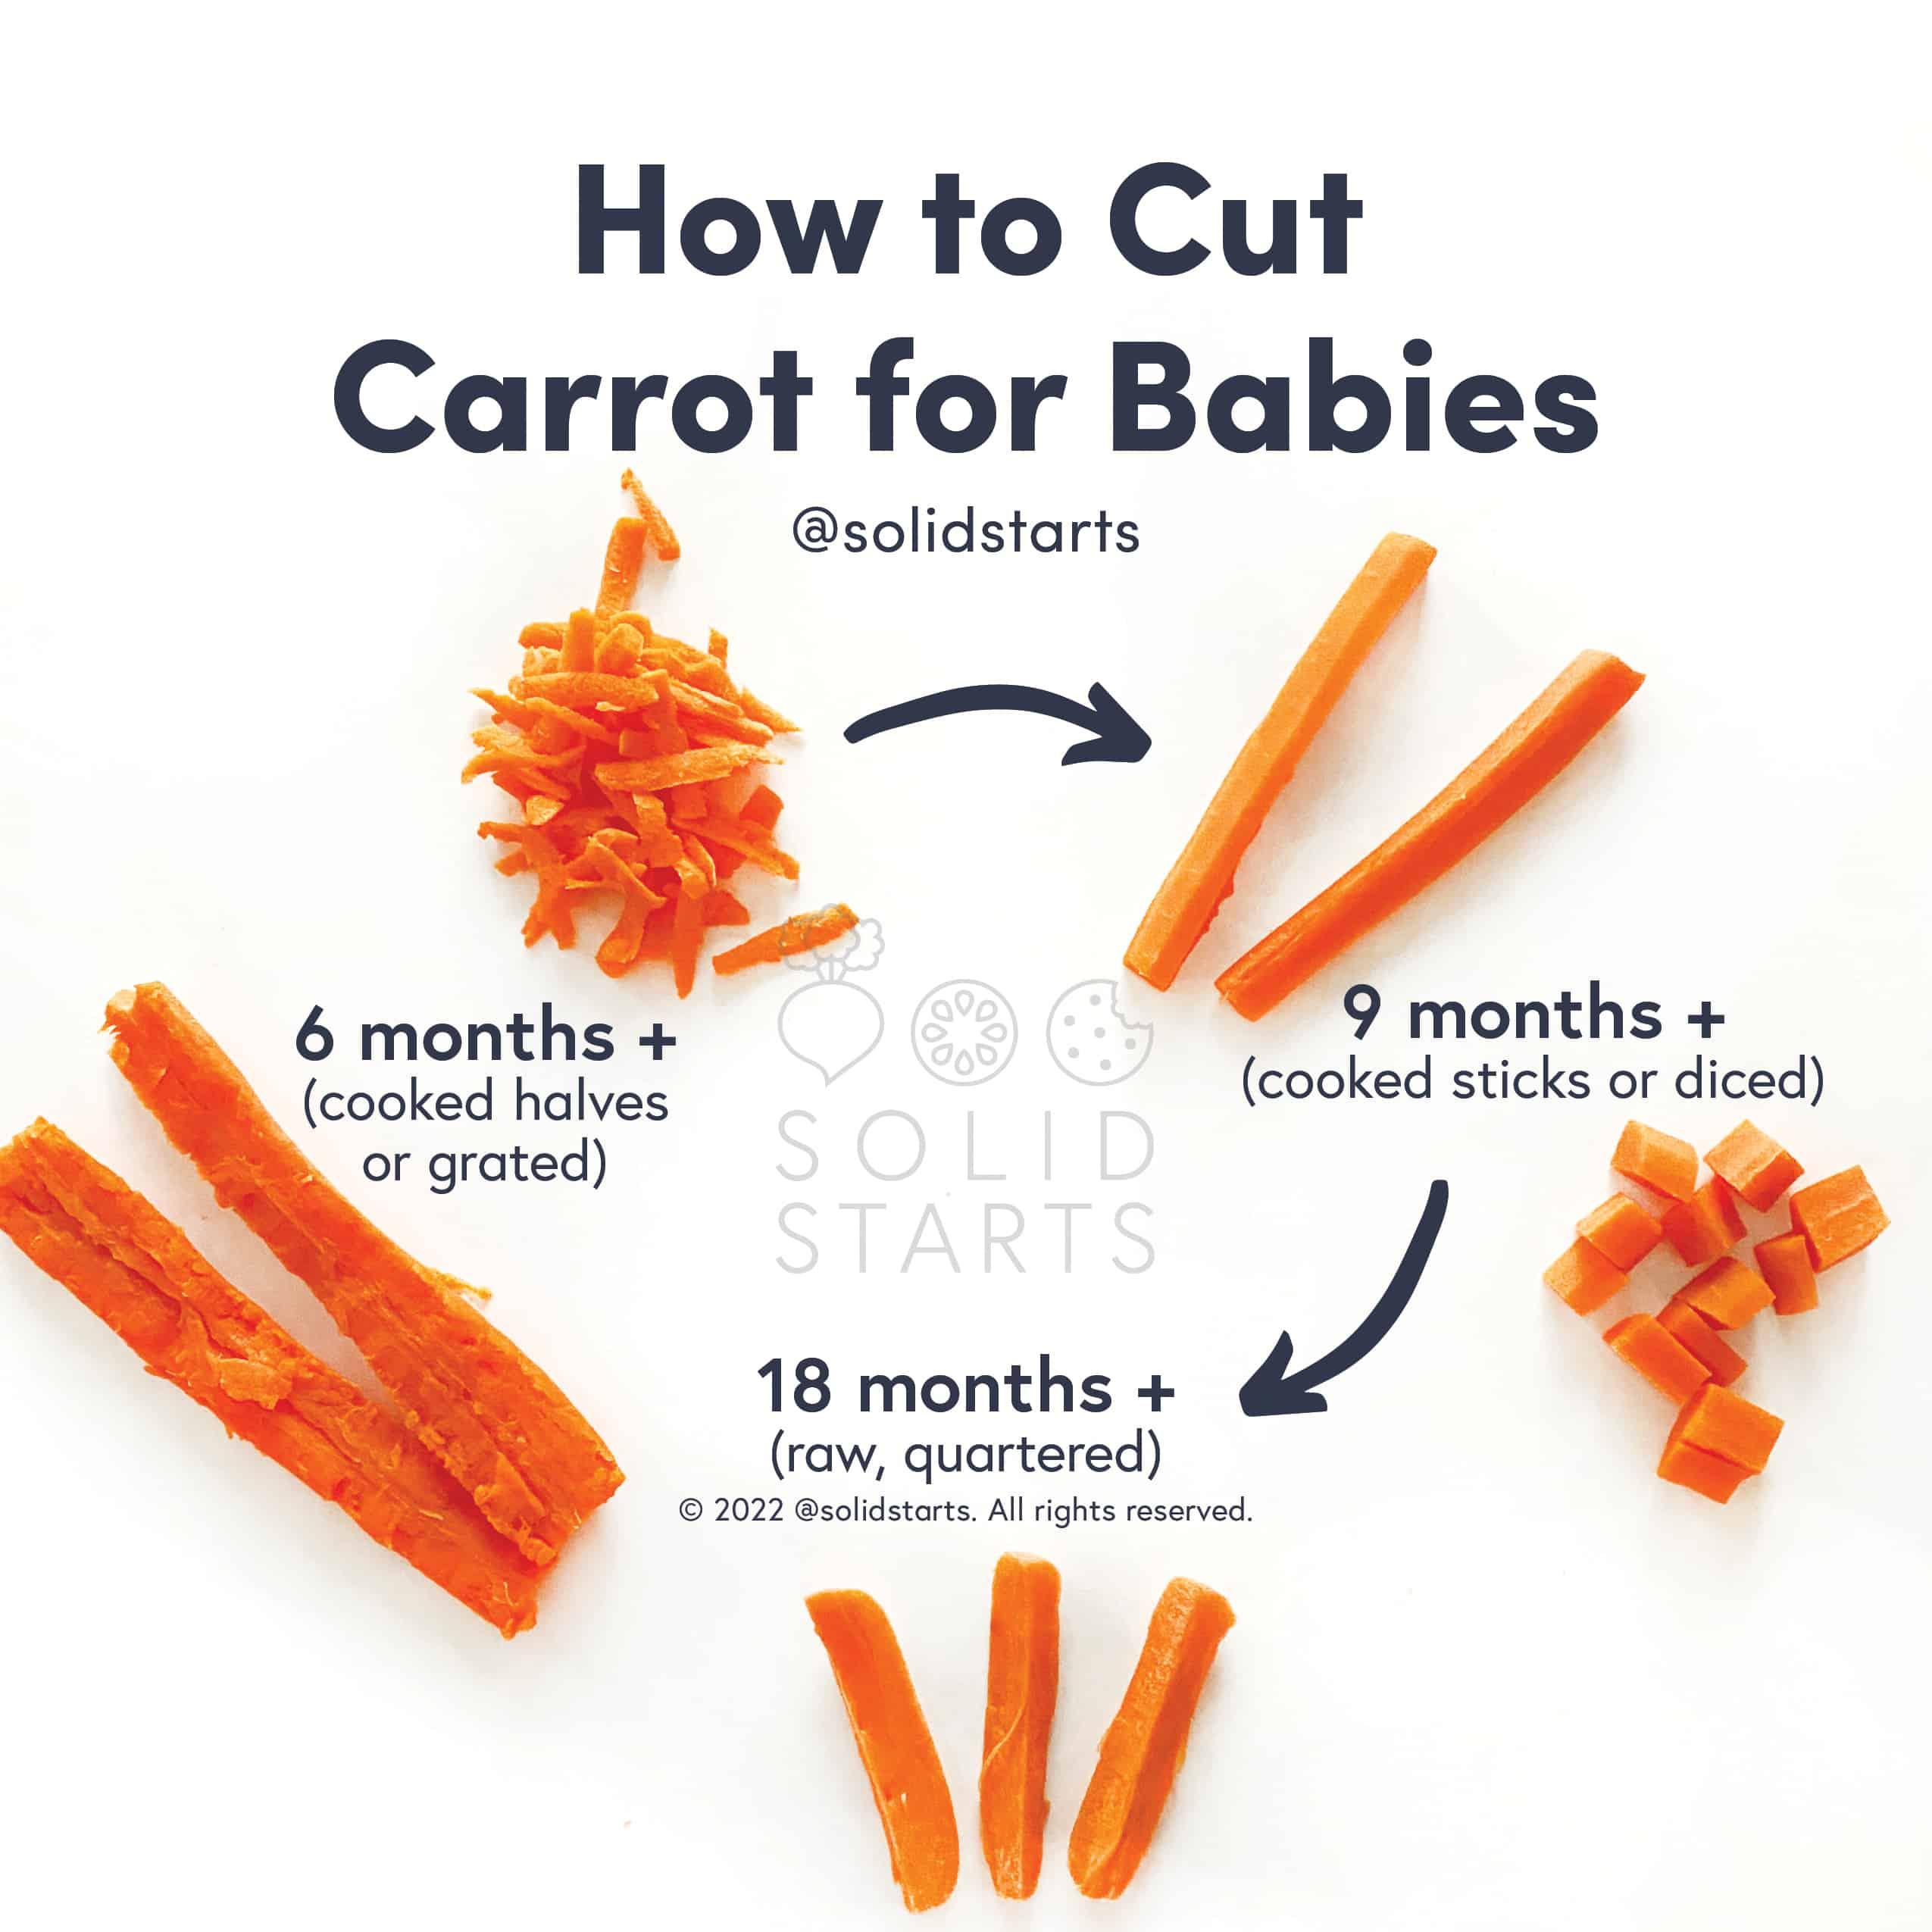 How to Cut
Carrot for Babies
@solidstarts
6 months +
(cooked halves
or grated)
9 months +
(cooked sticks or diced)
SOLID
STARTS
18 months +
(raw, quartered)
© 2022 @solidstarts. All rights reserved.